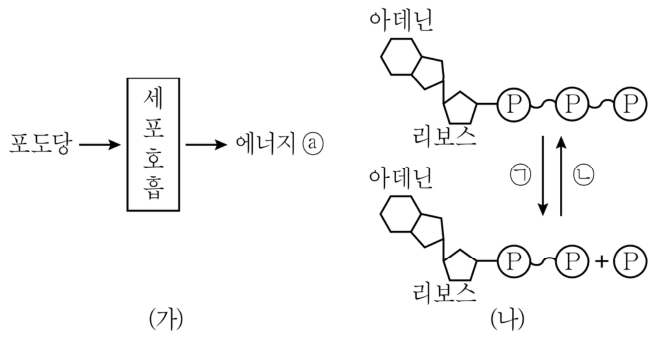 포도당
세포호흡
에너지 ⓐ
(가)
아데닌
리보스
P P P
㉠ ㉡
아데닌
리보스
P P + P
(나)